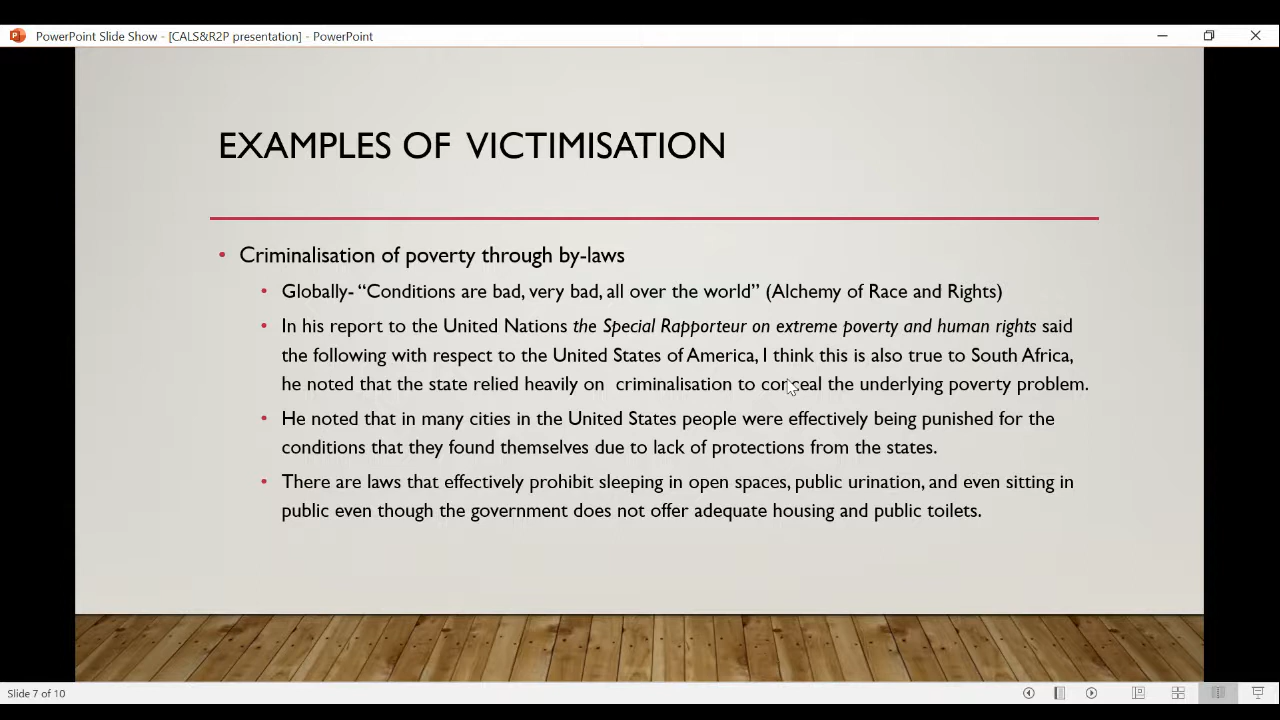 PowerPoint Slide Show - [CALS&R2P presentation] - PowerPoint
EXAMPLES OF VICTIMISATION
• Criminalisation of poverty through by-laws
• Globally- “Conditions are bad, very bad, all over the world” (Alchemy of Race and Rights)
• In his report to the United Nations the Special Rapporteur on extreme poverty and human rights said
the following with respect to the United States of America, I think this is also true to South Africa,
he noted that the state relied heavily on criminalisation to conceal the underlying poverty problem.
• He noted that in many cities in the United States people were effectively being punished for the
conditions that they found themselves due to lack of protections from the states.
• There are laws that effectively prohibit sleeping in open spaces, public urination, and even sitting in
public even though the government does not offer adequate housing and public toilets.
Slide 7 of 10